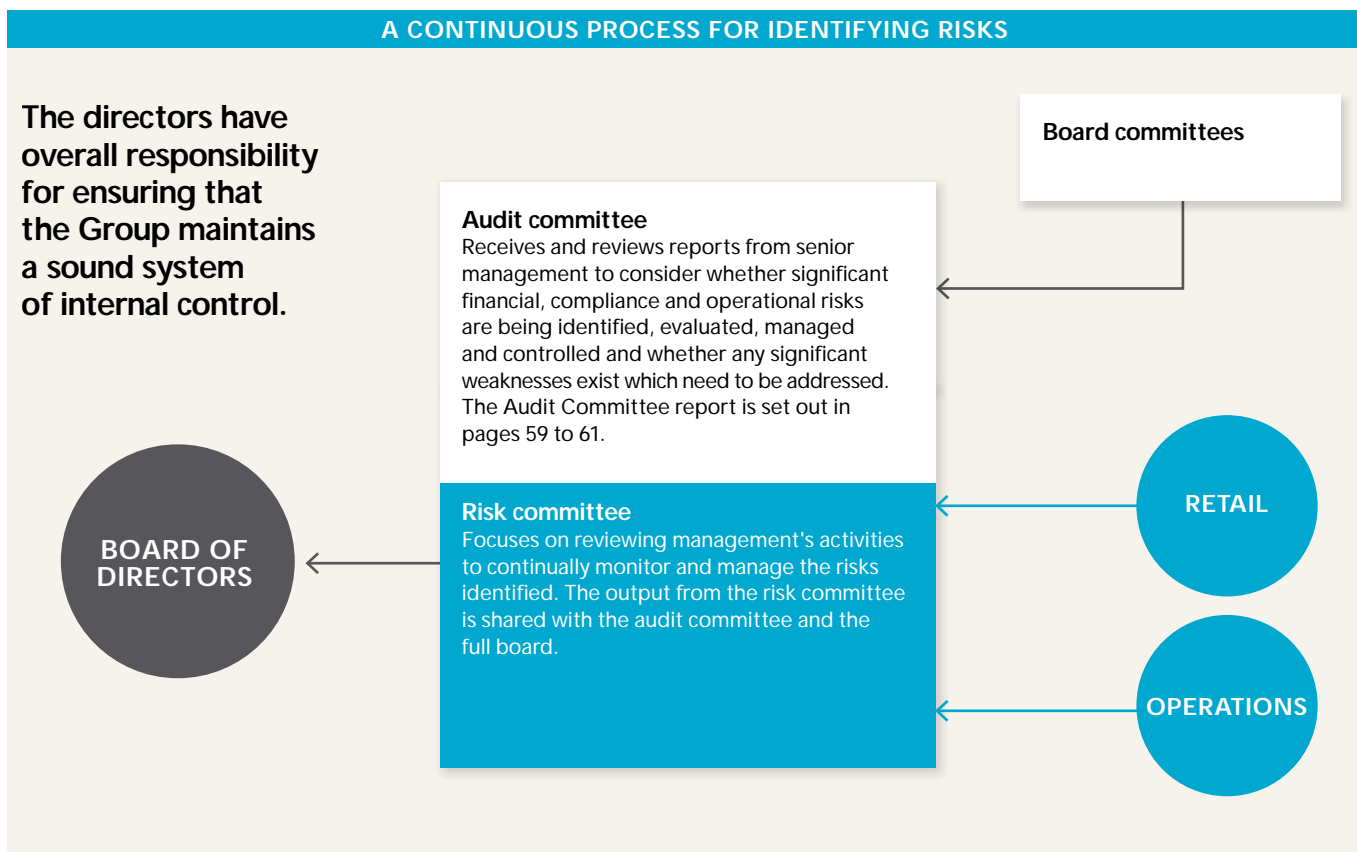 A CONTINUOUS PROCESS FOR IDENTIFYING RISKS
The directors have
overall responsibility
for ensuring that
the Group maintains
a sound system
of internal control.
Board committees
Audit committee
Receives and reviews reports from senior
management to consider whether significant
financial, compliance and operational risks
are being identified, evaluated, managed
and controlled and whether any significant
weaknesses exist which need to be addressed.
The Audit Committee report is set out in
pages 59 to 61.
Risk committee
Focuses on reviewing management's activities
to continually monitor and manage the risks
identified. The output from the risk committee
is shared with the audit committee and the
full board.
BOARD OF
DIRECTORS
RETAIL
OPERATIONS